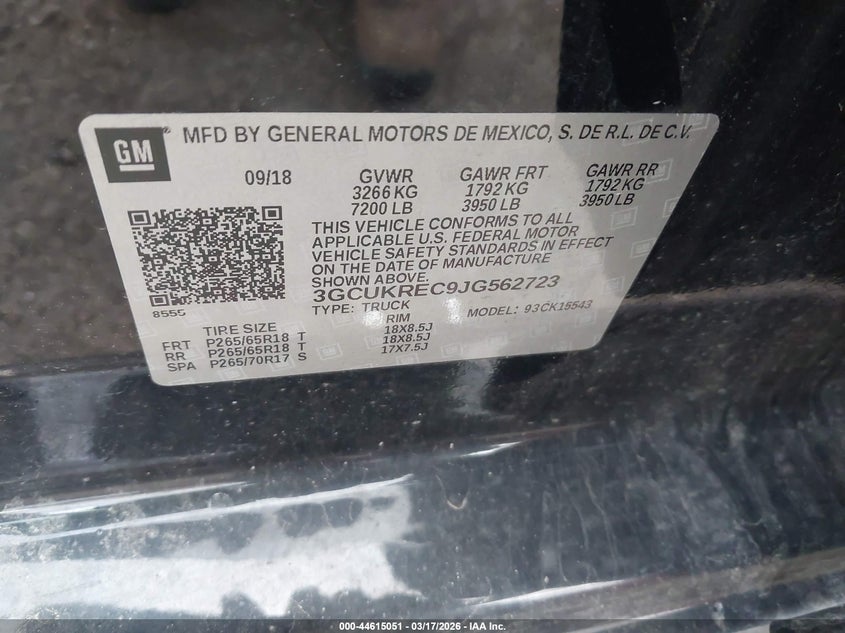 GM
MFD BY GENERAL MOTORS DE MEXICO, S. DE R.L. DE C.V.
09/18 GVWR GAWR FRT GAWR RR
3266 KG 1792 KG 1792 KG
7200 LB 3950 LB 3950 LB
THIS VEHICLE CONFORMS TO ALL
APPLICABLE U.S. FEDERAL MOTOR
VEHICLE SAFETY STANDARDS IN EFFECT
ON THE DATE OF MANUFACTURE
SHOWN ABOVE.
3GCUKREC9JG562723
8555 TYPE: TRUCK MODEL: 93CK15543
TIRE SIZE RIM
FRT P265/65R18 T 18X8.5J
RR P265/65R18 T 18X8.5J
SPA P265/70R17 S 17X7.5J
000-44615051 - 03/17/2026 - IAA Inc.